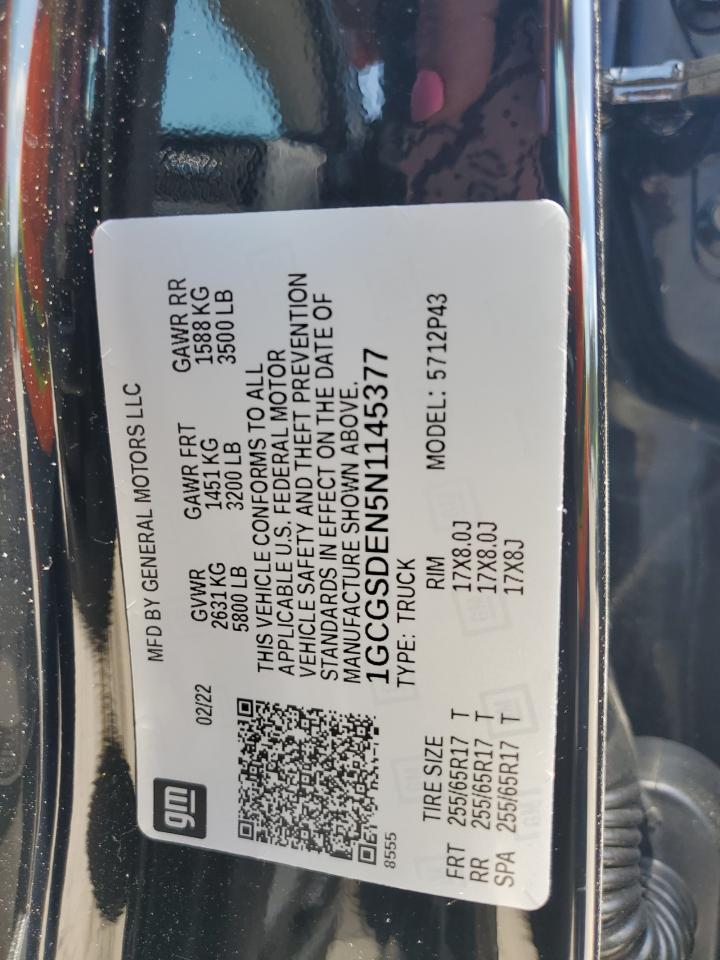 gm
MFD BY GENERAL MOTORS LLC
02/22
GVWR GAWR FRT GAWR RR
2631 KG 1451 KG 1588 KG
5800 LB 3200 LB 3500 LB
THIS VEHICLE CONFORMS TO ALL
APPLICABLE U.S. FEDERAL MOTOR
VEHICLE SAFETY AND THEFT PREVENTION
STANDARDS IN EFFECT ON THE DATE OF
MANUFACTURE SHOWN ABOVE.
1GCGSDEN5N1145377
8555
TYPE: TRUCK MODEL: 5712P43
TIRE SIZE RIM
FRT 255/65R17 T 17X8.0J
RR 255/65R17 T 17X8.0J
SPA 255/65R17 T 17X8J